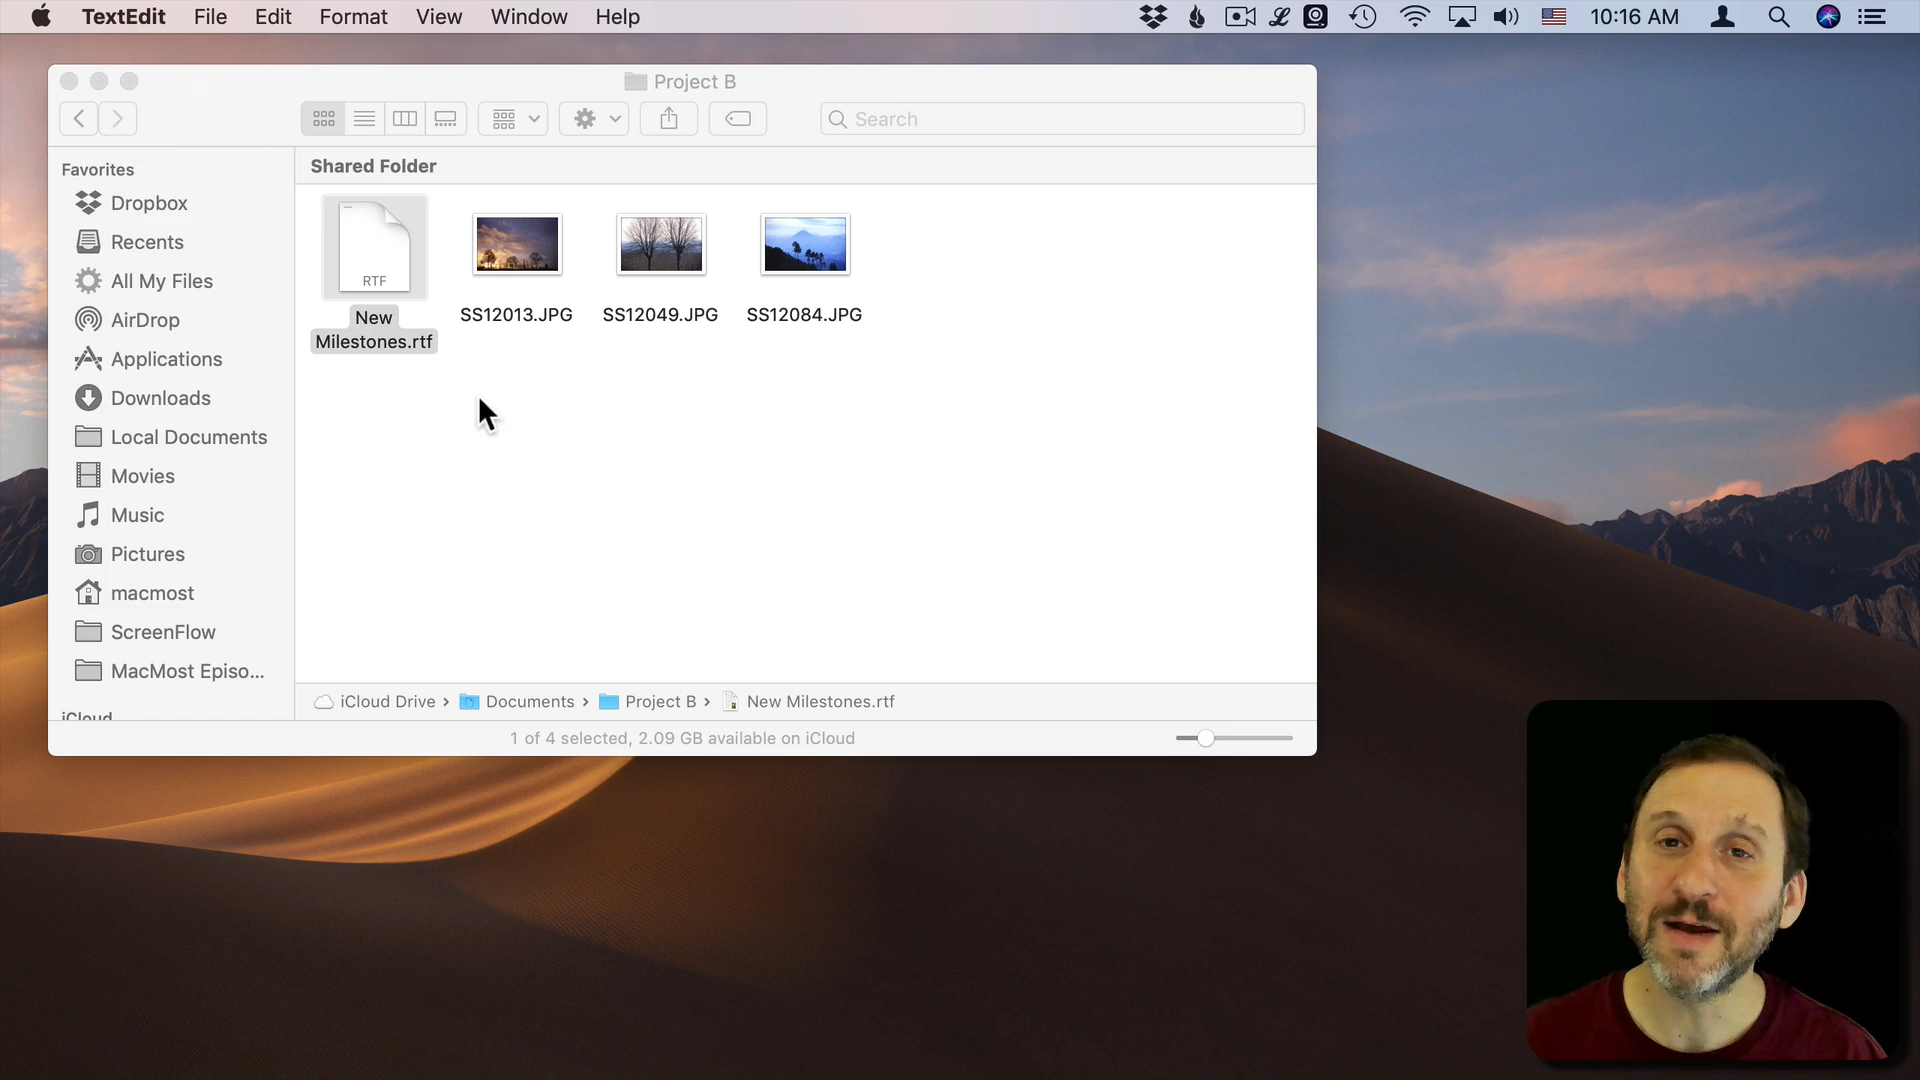 TextEdit File Edit Format View Window Help 10:16 AM
Project B
Search
Favorites
Dropbox
Recents
All My Files
AirDrop
Applications
Downloads
Local Documents
Movies
Music
Pictures
macmost
ScreenFlow
MacMost Episo...
iCloud
Shared Folder
RTF
New
Milestones.rtf
SS12013.JPG
SS12049.JPG
SS12084.JPG
iCloud Drive › Documents › Project B › New Milestones.rtf
1 of 4 selected, 2.09 GB available on iCloud